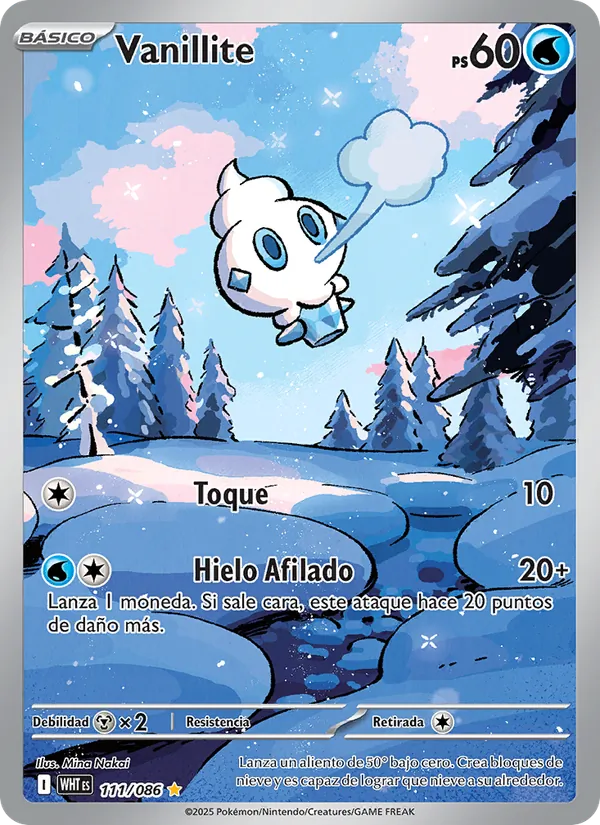 BÁSICO Vanillite PS60
Toque 10
Hielo Afilado 20+
Lanza 1 moneda. Si sale cara, este ataque hace 20 puntos
de daño más.
Debilidad ×2 Resistencia Retirada
Ilus. Mina Nakai
I WHT ES 111/086
Lanza un aliento de 50° bajo cero. Crea bloques de
nieve y es capaz de lograr que nieve a su alrededor.
©2025 Pokémon/Nintendo/Creatures/GAME FREAK